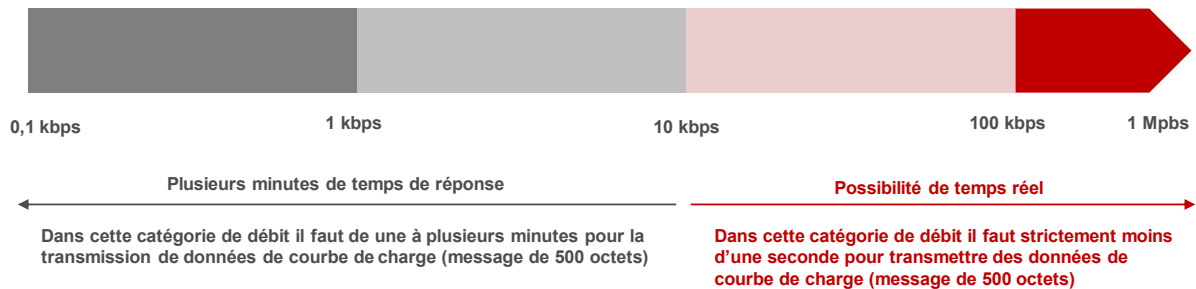 0,1 kbps
1 kbps
10 kbps
100 kbps
1 Mpbs
Plusieurs minutes de temps de réponse
Possibilité de temps réel
Dans cette catégorie de débit il faut de une à plusieurs minutes pour la
transmission de données de courbe de charge (message de 500 octets)
Dans cette catégorie de débit il faut strictement moins
d'une seconde pour transmettre des données de
courbe de charge (message de 500 octets)